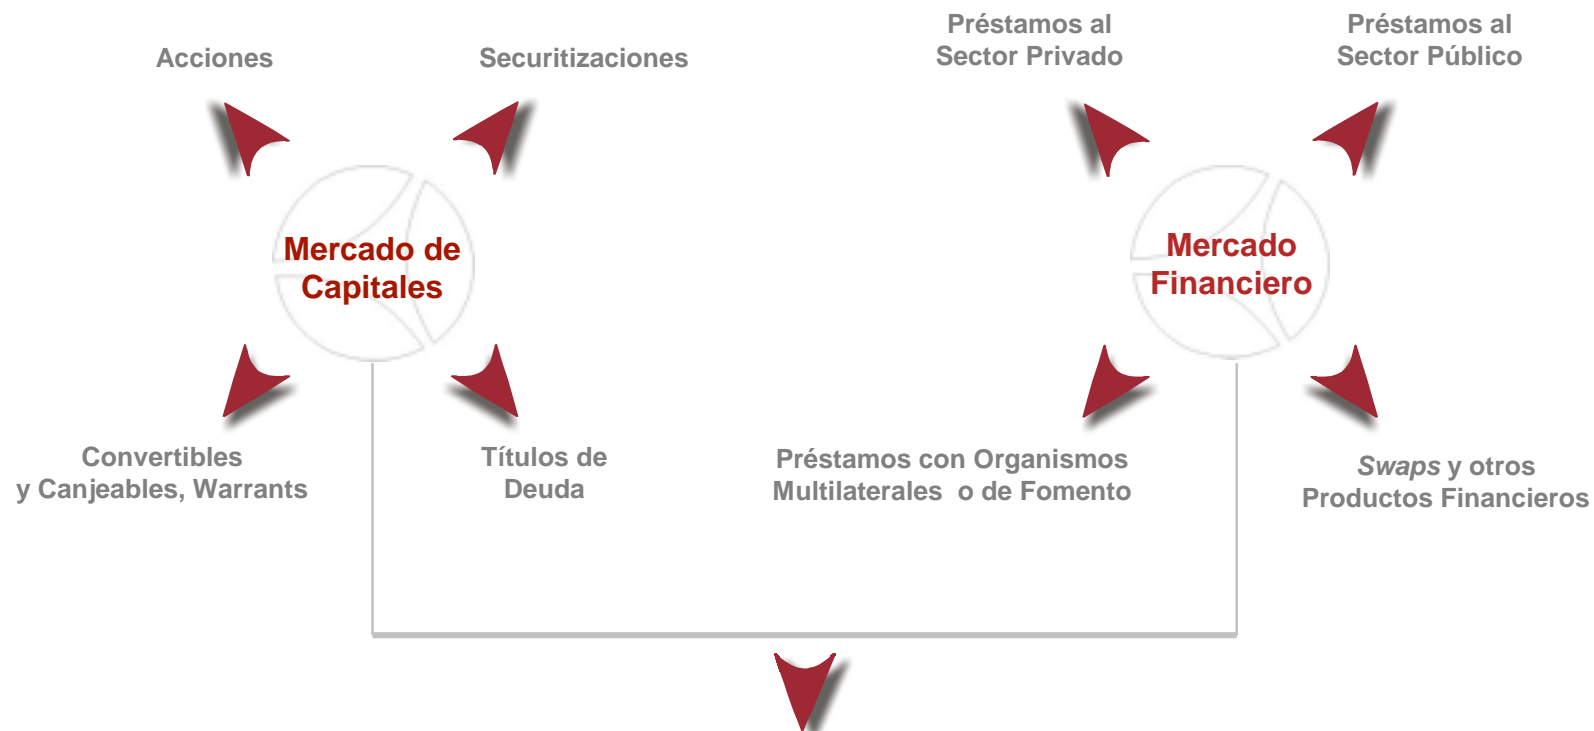 Acciones
Securitizaciones
Préstamos al
Sector Privado
Préstamos al
Sector Público
Mercado de
Capitales
Mercado
Financiero
Convertibles
y Canjeables, Warrants
Títulos de
Deuda
Préstamos con Organismos
Multilaterales o de Fomento
Swaps y otros
Productos Financieros